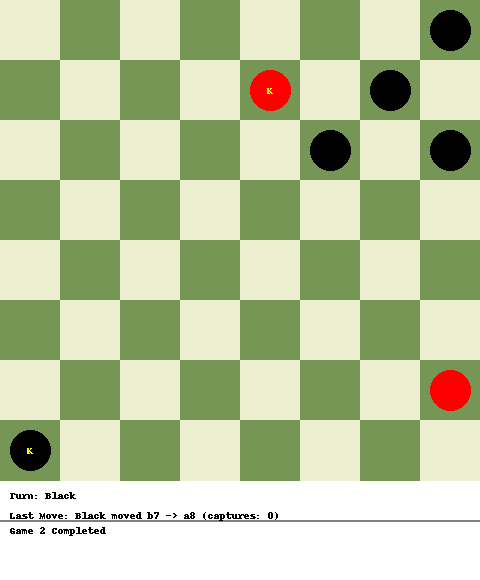 K
K
Turn: Black
Last Move: Black moved b7 -> a8 (captures: 0)
Game 2 Completed